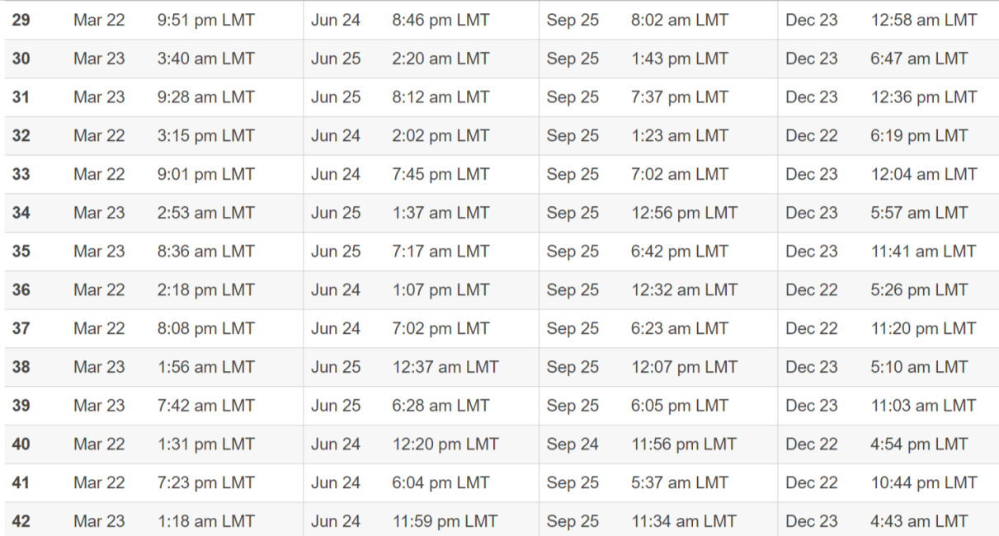 29 Mar 22 9:51 pm LMT Jun 24 8:46 pm LMT Sep 25 8:02 am LMT Dec 23 12:58 am LMT
30 Mar 23 3:40 am LMT Jun 25 2:20 am LMT Sep 25 1:43 pm LMT Dec 23 6:47 am LMT
31 Mar 23 9:28 am LMT Jun 25 8:12 am LMT Sep 25 7:37 pm LMT Dec 23 12:36 pm LMT
32 Mar 22 3:15 pm LMT Jun 24 2:02 pm LMT Sep 25 1:23 am LMT Dec 22 6:19 pm LMT
33 Mar 22 9:01 pm LMT Jun 24 7:45 pm LMT Sep 25 7:02 am LMT Dec 23 12:04 am LMT
34 Mar 23 2:53 am LMT Jun 25 1:37 am LMT Sep 25 12:56 pm LMT Dec 23 5:57 am LMT
35 Mar 23 8:36 am LMT Jun 25 7:17 am LMT Sep 25 6:42 pm LMT Dec 23 11:41 am LMT
36 Mar 22 2:18 pm LMT Jun 24 1:07 pm LMT Sep 25 12:32 am LMT Dec 22 5:26 pm LMT
37 Mar 22 8:08 pm LMT Jun 24 7:02 pm LMT Sep 25 6:23 am LMT Dec 22 11:20 pm LMT
38 Mar 23 1:56 am LMT Jun 25 12:37 am LMT Sep 25 12:07 pm LMT Dec 23 5:10 am LMT
39 Mar 23 7:42 am LMT Jun 25 6:28 am LMT Sep 25 6:05 pm LMT Dec 23 11:03 am LMT
40 Mar 22 1:31 pm LMT Jun 24 12:20 pm LMT Sep 24 11:56 pm LMT Dec 22 4:54 pm LMT
41 Mar 22 7:23 pm LMT Jun 24 6:04 pm LMT Sep 25 5:37 am LMT Dec 22 10:44 pm LMT
42 Mar 23 1:18 am LMT Jun 24 11:59 pm LMT Sep 25 11:34 am LMT Dec 23 4:43 am LMT